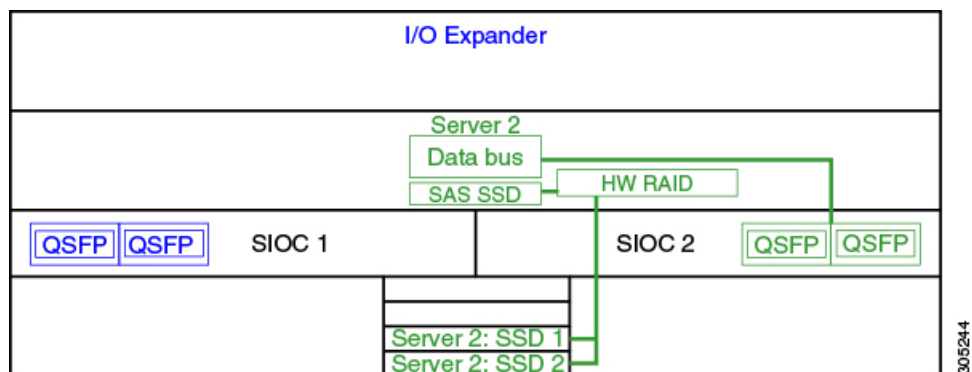 I/O Expander
Server 2
Data bus
HW RAID
SAS SSD
QSFP QSFP SIOC 1 SIOC 2 QSFP QSFP
Server 2: SSD 1
Server 2: SSD 2
305244